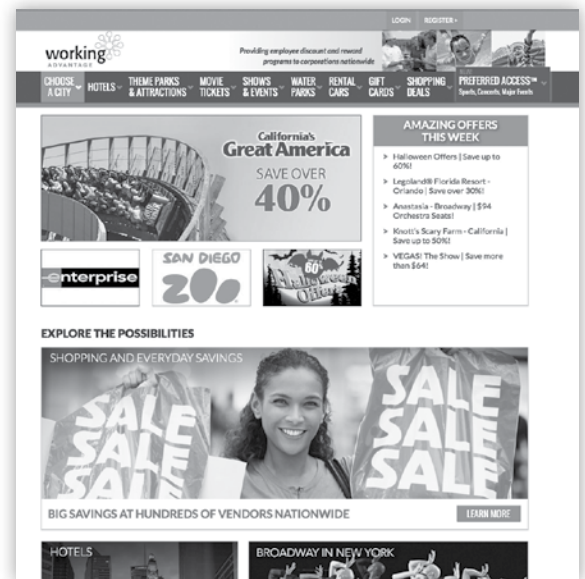 LOGIN REGISTER
working
ADVANTAGE
Providing employee discount and reward
programs to corporations nationwide
CHOOSE
A CITY
HOTELS
THEME PARKS
& ATTRACTIONS
MOVIE
TICKETS
SHOWS
& EVENTS
WATER
PARKS
RENTAL
CARS
GIFT
CARDS
SHOPPING
DEALS
PREFERRED ACCESS™
Sports, Concerts, Major Events
California's
Great America
SAVE OVER
40%
AMAZING OFFERS
THIS WEEK
> Halloween Offers | Save up to
60%!
> Legoland® Florida Resort -
Orlando | Save over 30%!
> Anastasia - Broadway | $94
Orchestra Seats!
> Knott's Scary Farm - California |
Save up to 50%!
> VEGAS! The Show | Save more
than $64!
enterprise
SAN DIEGO
ZOO
60%
Halloween
Offers
EXPLORE THE POSSIBILITIES
SHOPPING AND EVERYDAY SAVINGS
SALE
SALE
SALE
SALE
SALE
SALE
SALE
SALE
BIG SAVINGS AT HUNDREDS OF VENDORS NATIONWIDE
LEARN MORE
HOTELS
BROADWAY IN NEW YORK